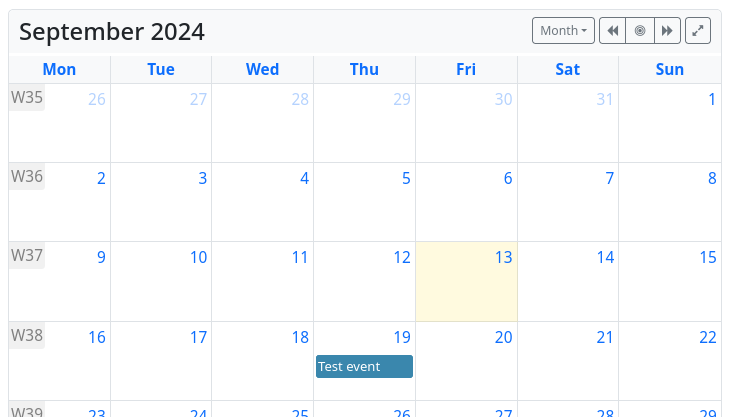 September 2024 Month
Mon Tue Wed Thu Fri Sat Sun
W35 26 27 28 29 30 31 1
W36 2 3 4 5 6 7 8
W37 9 10 11 12 13 14 15
W38 16 17 18 19 20 21 22
Test event
W39 23 24 25 26 27 28 29